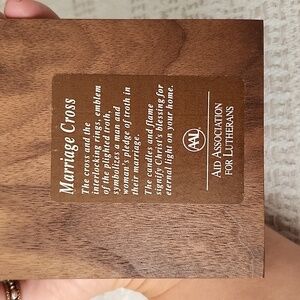 Marriage Cross
The cross and the
interlocking rings, emblem
of the plighted troth,
symbolizes a man and
woman's pledge of troth in
their marriage.
The candles and flame
signify Christ's blessing for
eternal light on your home.
AAL
AID ASSOCIATION
FOR LUTHERANS